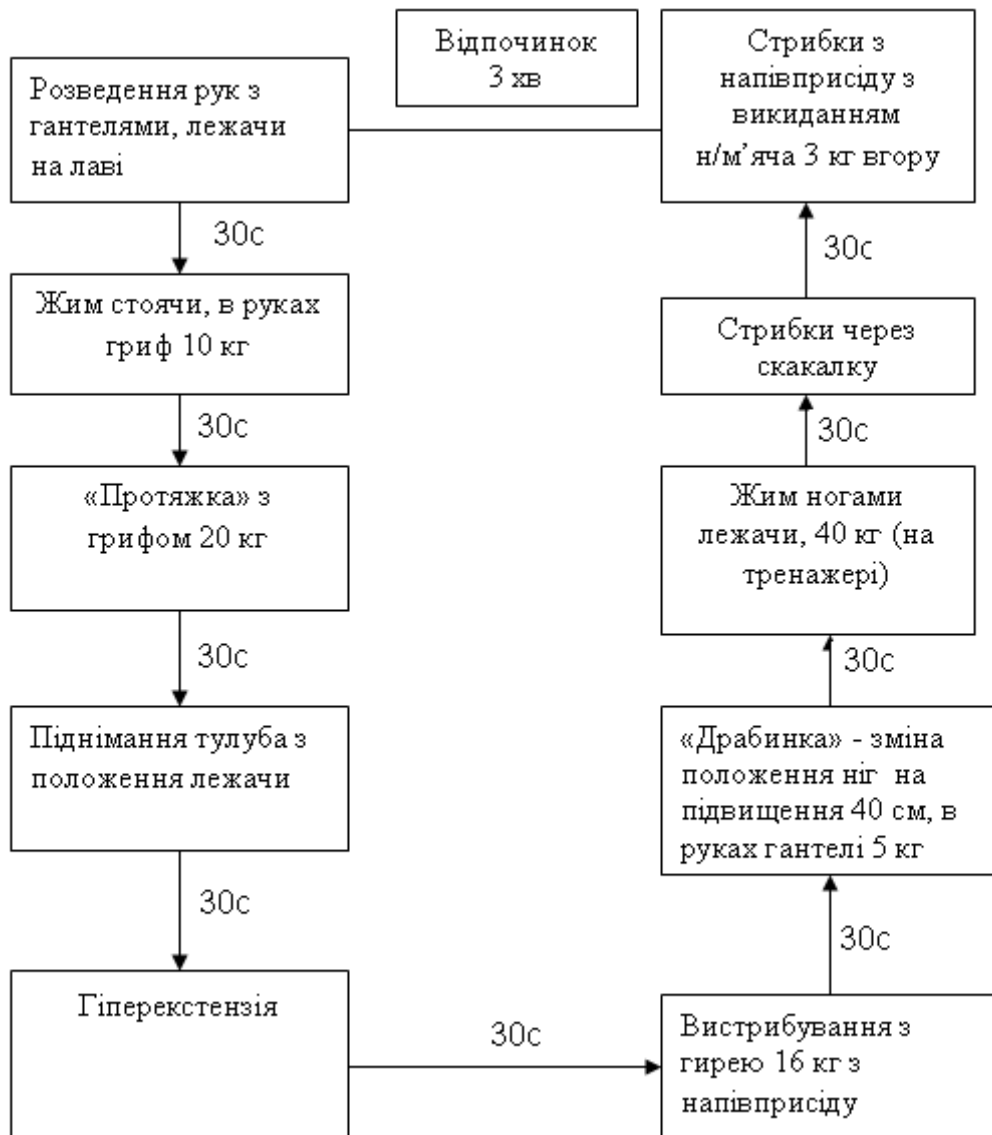 Відпочинок
3 хв
Розведення рук з
гантелями, лежачи
на лаві
30с
Жим стоячи, в руках
гриф 10 кг
30с
«Протяжка» з
грифом 20 кг
30с
Піднімання тулуба з
положення лежачи
30с
Гіперекстензія
30с
Вистрибування з
гирею 16 кг з
напівприсіду
30с
«Драбинка» - зміна
положення ніг на
підвищення 40 см, в
руках гантелі 5 кг
30с
Жим ногами
лежачи, 40 кг (на
тренажері)
30с
Стрибки через
скакалку
30с
Стрибки з
напівприсіду з
викиданням
н/м’яча 3 кг вгору